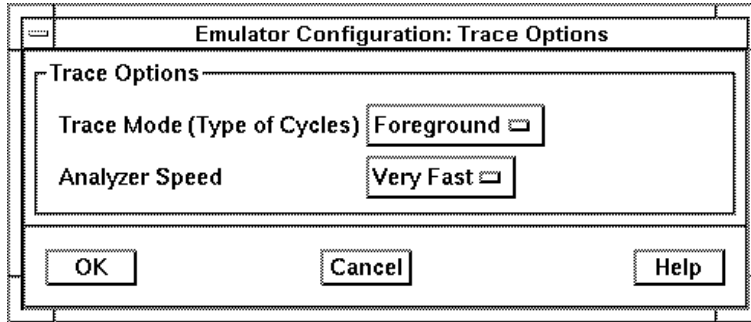 Emulator Configuration: Trace Options
Trace Options
Trace Mode (Type of Cycles) Foreground
Analyzer Speed Very Fast
OK Cancel Help